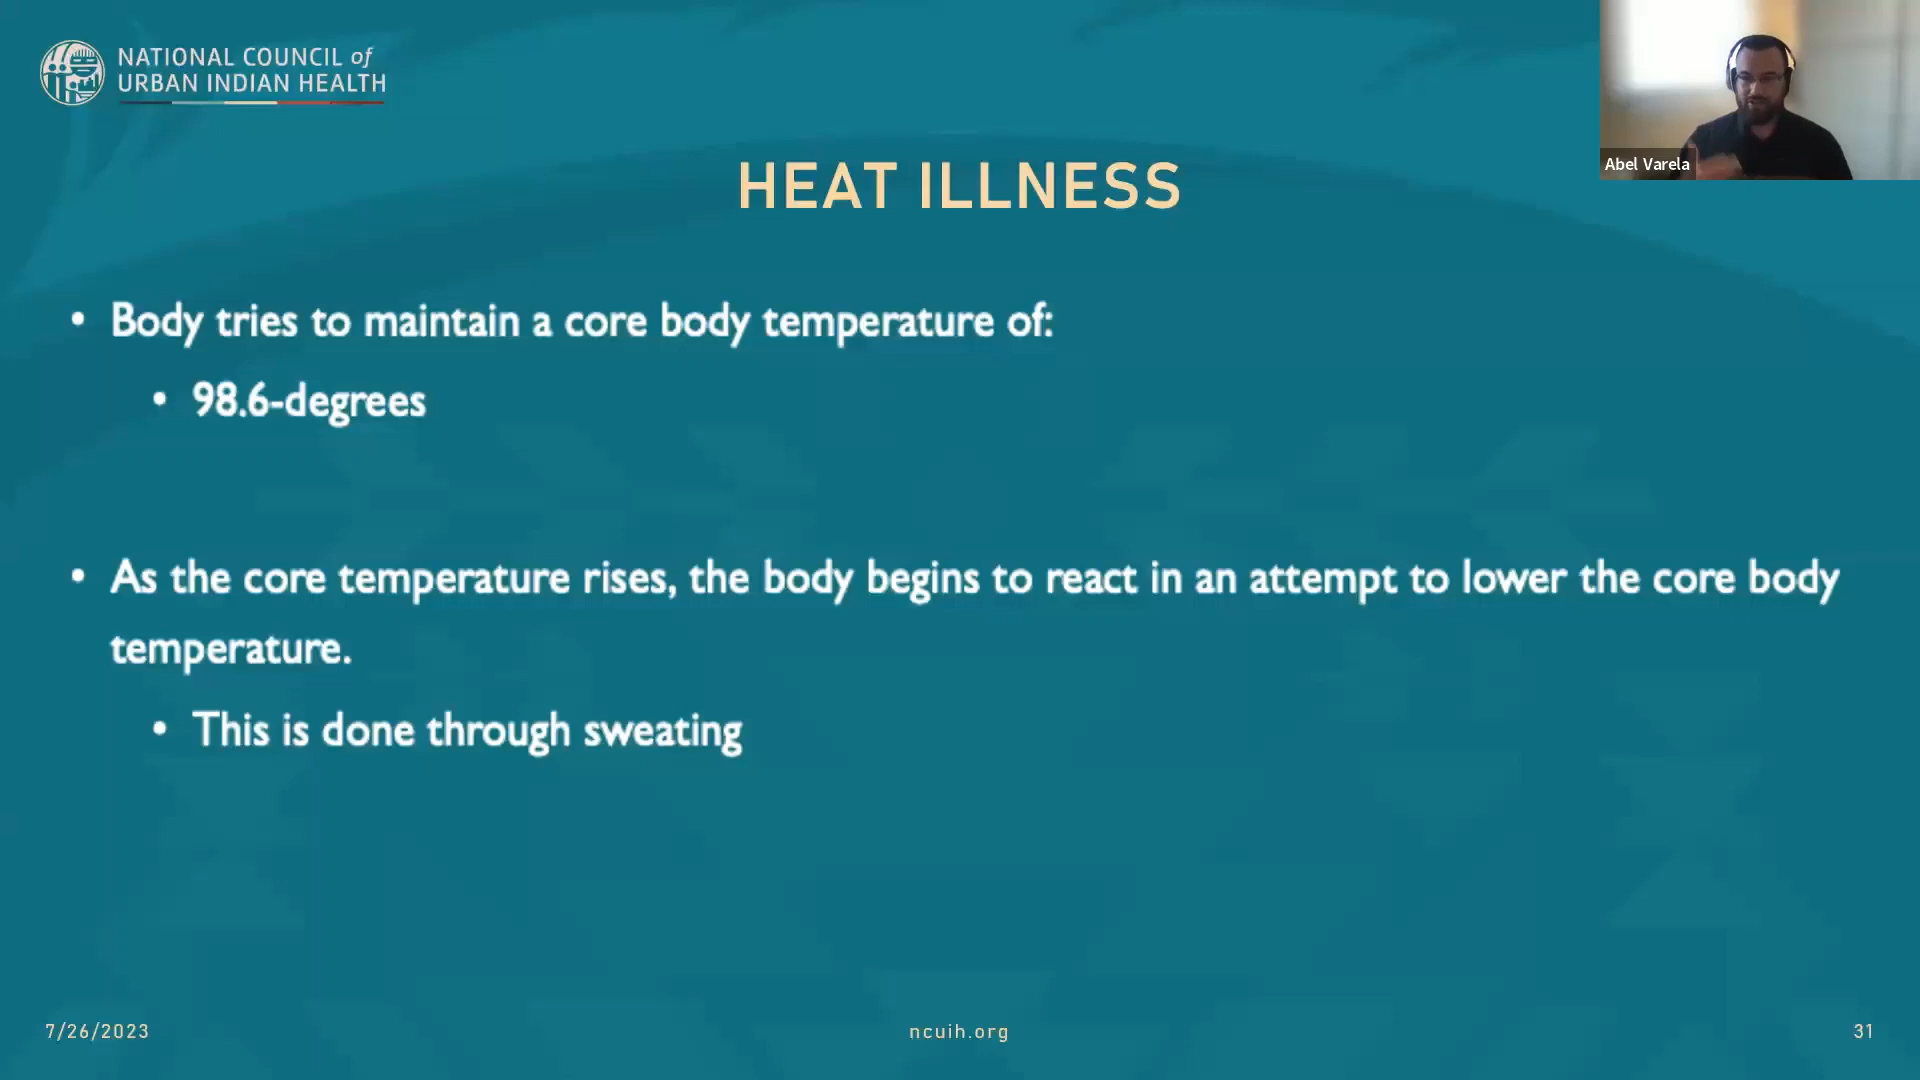 NATIONAL COUNCIL of
URBAN INDIAN HEALTH
Abel Varela
HEAT ILLNESS
• Body tries to maintain a core body temperature of:
• 98.6-degrees
• As the core temperature rises, the body begins to react in an attempt to lower the core body
temperature.
• This is done through sweating
7/26/2023
ncuih.org
31